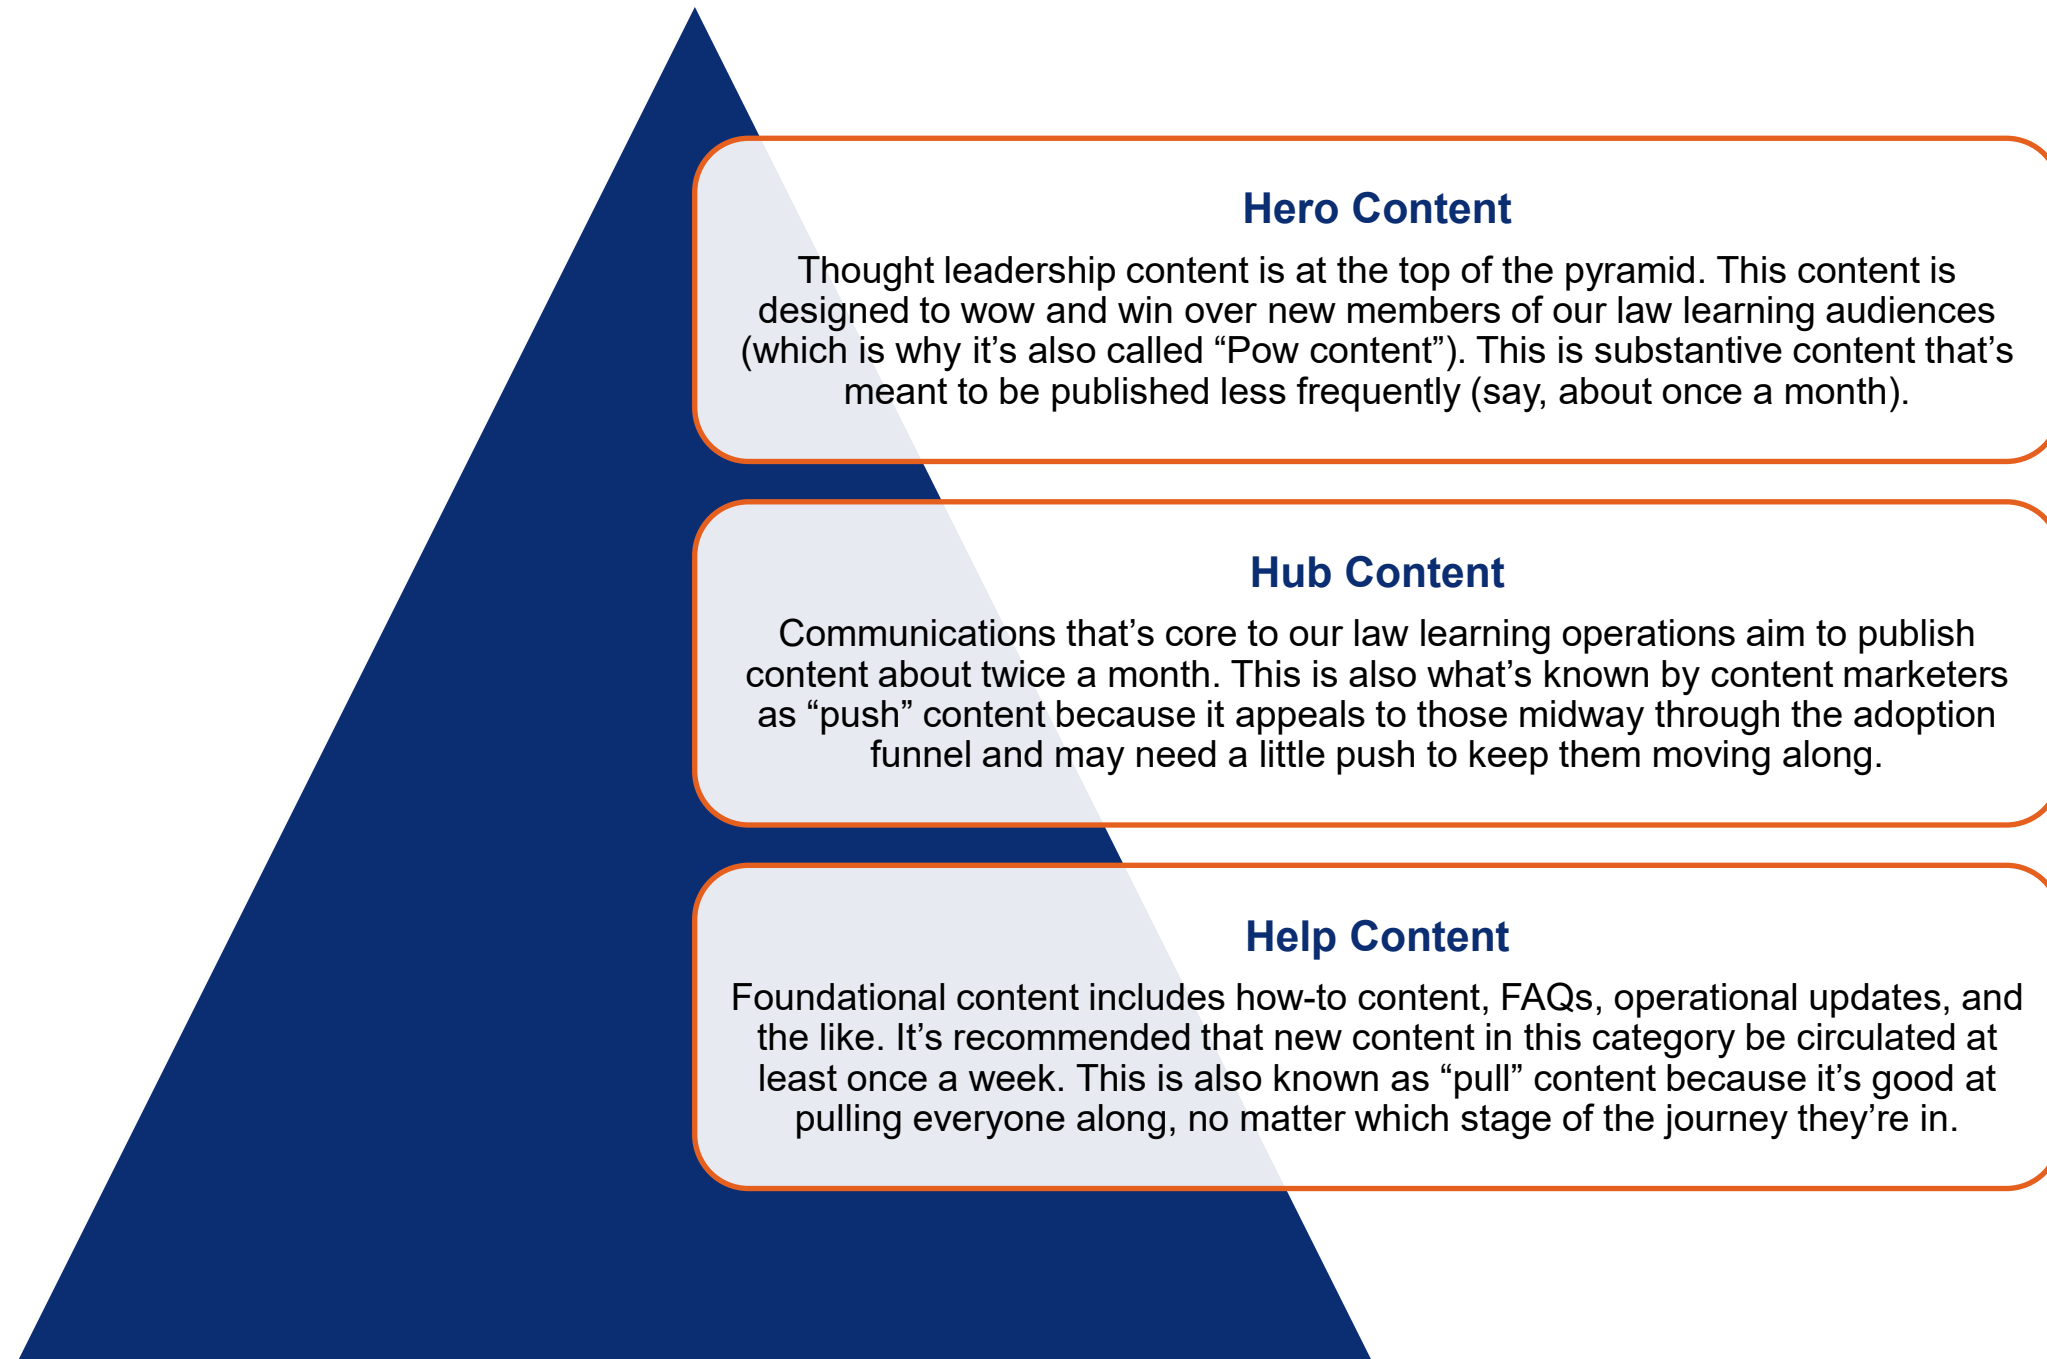 Hero Content
Thought leadership content is at the top of the pyramid. This content is
designed to wow and win over new members of our law learning audiences
(which is why it’s also called “Pow content”). This is substantive content that’s
meant to be published less frequently (say, about once a month).
Hub Content
Communications that’s core to our law learning operations aim to publish
content about twice a month. This is also what’s known by content marketers
as “push” content because it appeals to those midway through the adoption
funnel and may need a little push to keep them moving along.
Help Content
Foundational content includes how-to content, FAQs, operational updates, and
the like. It’s recommended that new content in this category be circulated at
least once a week. This is also known as “pull” content because it’s good at
pulling everyone along, no matter which stage of the journey they’re in.